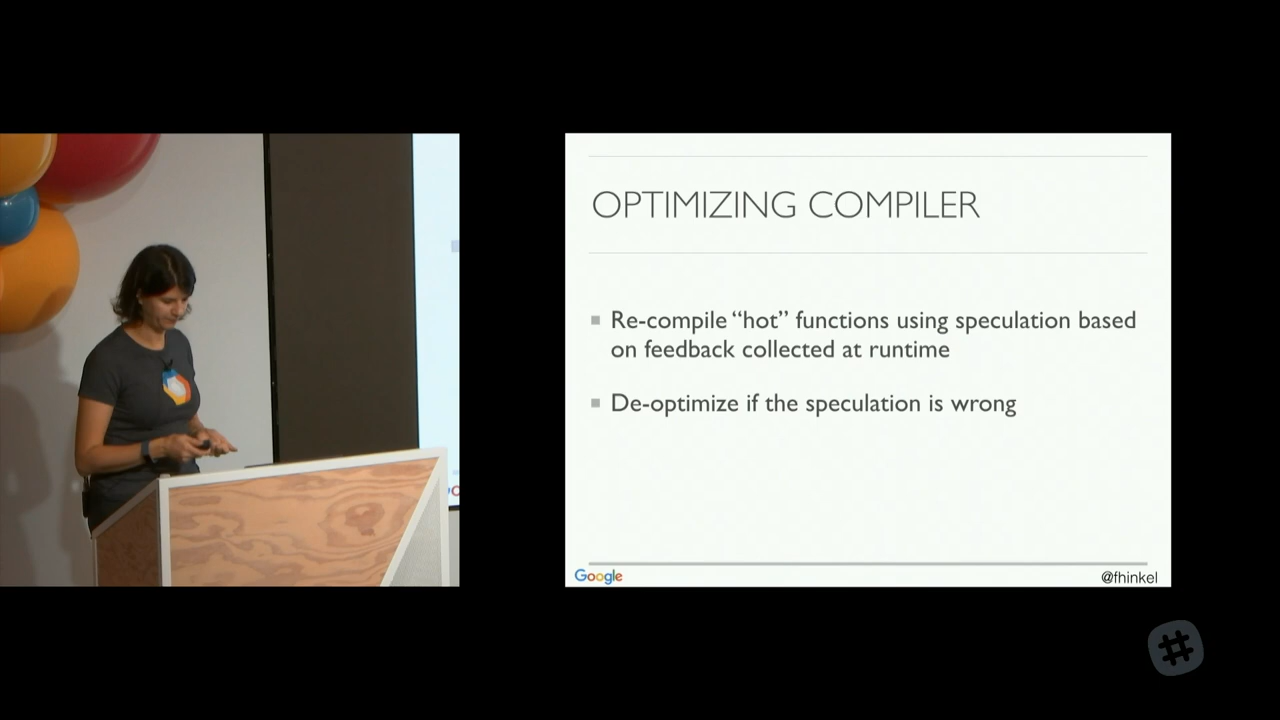 OPTIMIZING COMPILER
Re-compile “hot” functions using speculation based
on feedback collected at runtime
De-optimize if the speculation is wrong
Google
@fhinkel